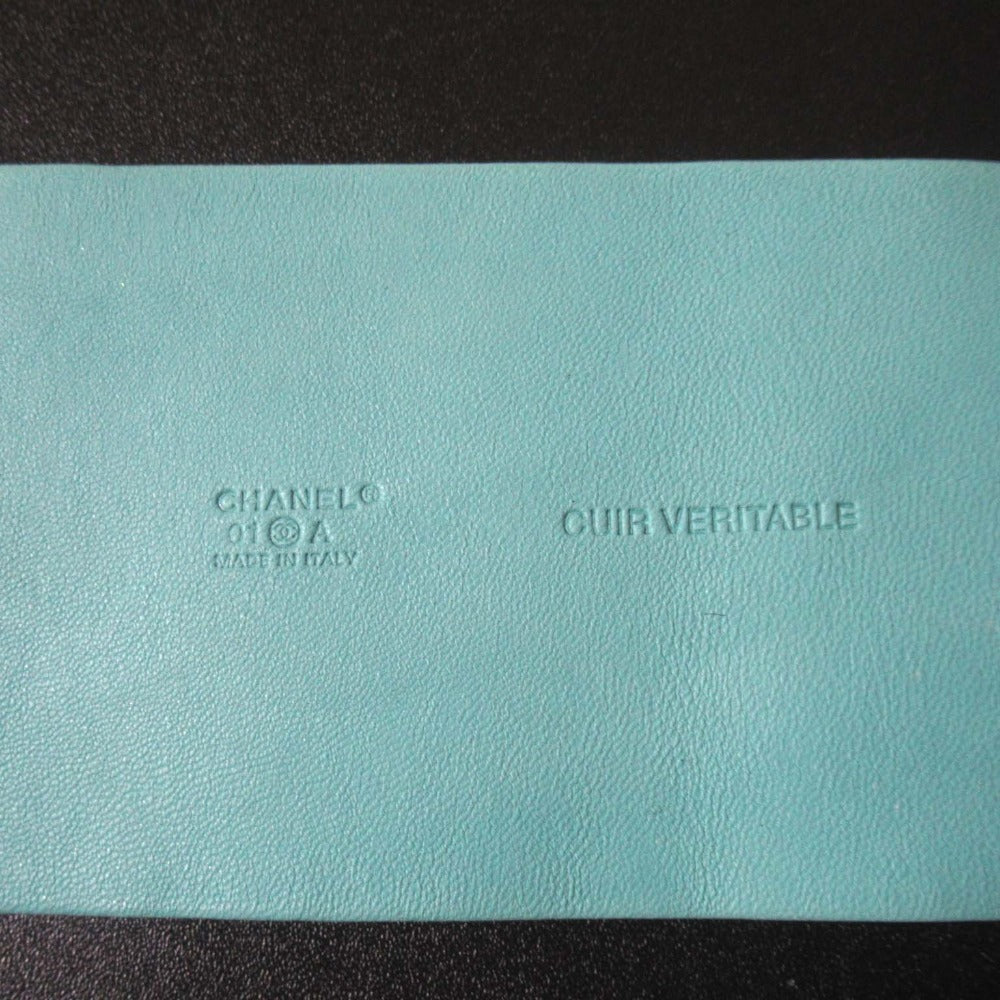 CHANEL®
01 A
MADE IN ITALY
CUIR VERITABLE